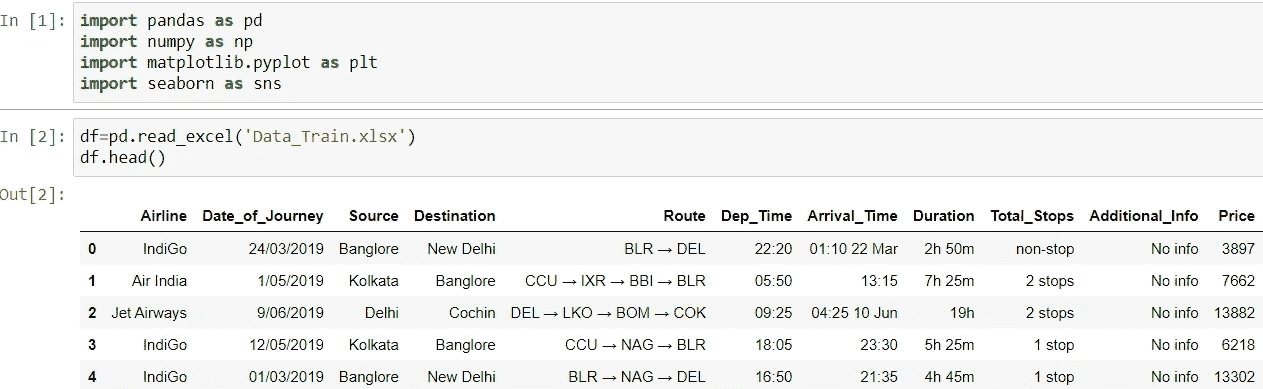 In [1]: import pandas as pd
import numpy as np
import matplotlib.pyplot as plt
import seaborn as sns
In [2]: df=pd.read_excel('Data_Train.xlsx')
df.head()
Out[2]:
Airline Date_of_Journey Source Destination Route Dep_Time Arrival_Time Duration Total_Stops Additional_Info Price
0 IndiGo 24/03/2019 Banglore New Delhi BLR → DEL 22:20 01:10 22 Mar 2h 50m non-stop No info 3897
1 Air India 1/05/2019 Kolkata Banglore CCU → IXR → BBI → BLR 05:50 13:15 7h 25m 2 stops No info 7662
2 Jet Airways 9/06/2019 Delhi Cochin DEL → LKO → BOM → COK 09:25 04:25 10 Jun 19h 2 stops No info 13882
3 IndiGo 12/05/2019 Kolkata Banglore CCU → NAG → BLR 18:05 23:30 5h 25m 1 stop No info 6218
4 IndiGo 01/03/2019 Banglore New Delhi BLR → NAG → DEL 16:50 21:35 4h 45m 1 stop No info 13302